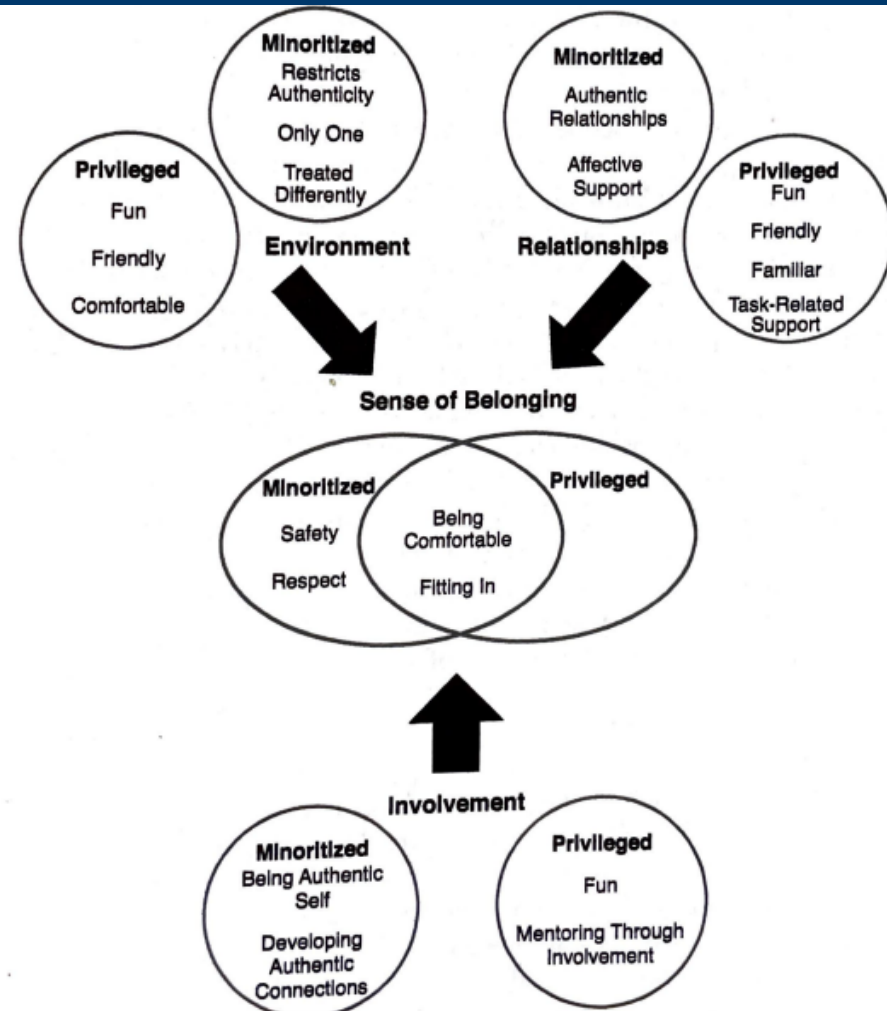 Minoritized
Restricts
Authenticity
Only One
Treated
Differently
Privileged
Fun
Friendly
Comfortable
Environment
Minoritized
Authentic
Relationships
Affective
Support
Privileged
Fun
Friendly
Familiar
Task-Related
Support
Relationships
Sense of Belonging
Minoritized
Safety
Respect
Being
Comfortable
Fitting In
Privileged
Involvement
Minoritized
Being Authentic
Self
Developing
Authentic
Connections
Privileged
Fun
Mentoring Through
Involvement